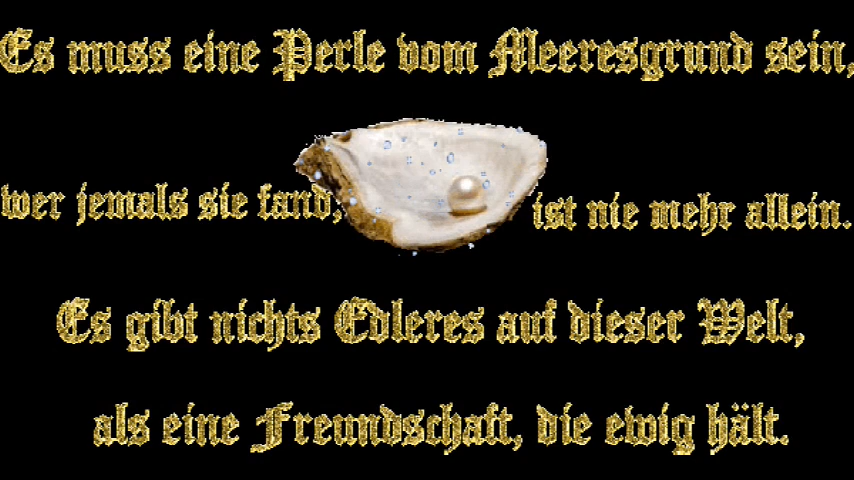 Es muss eine Perle vom Meeresgrund sein,
wer jemals sie fand, ist nie mehr allein.
Es gibt nichts Edleres auf dieser Welt,
als eine Freundschaft, die ewig hält.